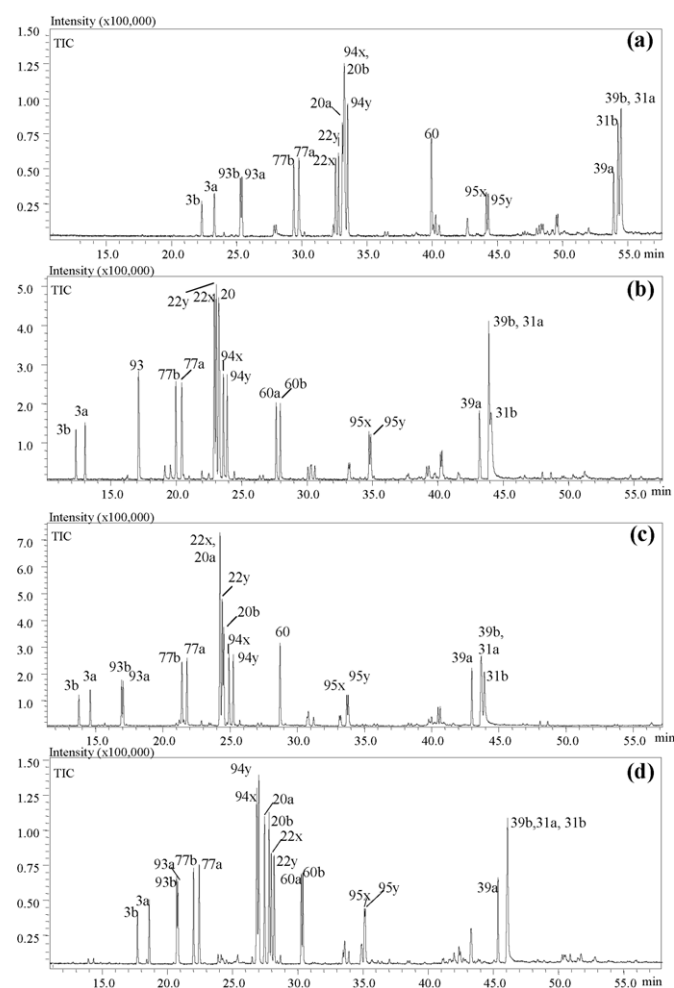 Intensity (x100,000)
1.50
TIC
(a)
94x,
20b
39b, 31a
1.25
1.00
20a
94y
31b
0.75
22y
60
77b 77a
22x
39a
0.50
93b 93a
3a
95x
95y
3b
0.25
10.0 15.0 20.0 25.0 30.0 35.0 40.0 45.0 50.0 55.0 min
Intensity (x100,000)
TIC
(b)
5.0
22y 22x 20
39b, 31a
4.0
94x
3.0
93
77b 77a
94y
60b
60a
39a
31b
2.0
3a
3b
95x 95y
1.0
10.0 15.0 20.0 25.0 30.0 35.0 40.0 45.0 50.0 55.0 min
Intensity (x100,000)
TIC
(c)
7.0
22x,
20a
6.0
22y
5.0
20b
4.0
60
39b,
31a
94x
3.0
93b
93a
77b 77a
94y
39a
31b
2.0
3b 3a
95x 95y
1.0
15.0 20.0 25.0 30.0 35.0 40.0 45.0 50.0 55.0 min
Intensity (x100,000)
1.50
TIC
(d)
94y
1.25
94x
20a
20b
39b,31a, 31b
1.00
22x
93a 77b
77a
22y
60b
0.75
93b
60a
39a
3a
95x 95y
3b
0.50
0.25
10.0 15.0 20.0 25.0 30.0 35.0 40.0 45.0 50.0 55.0 min